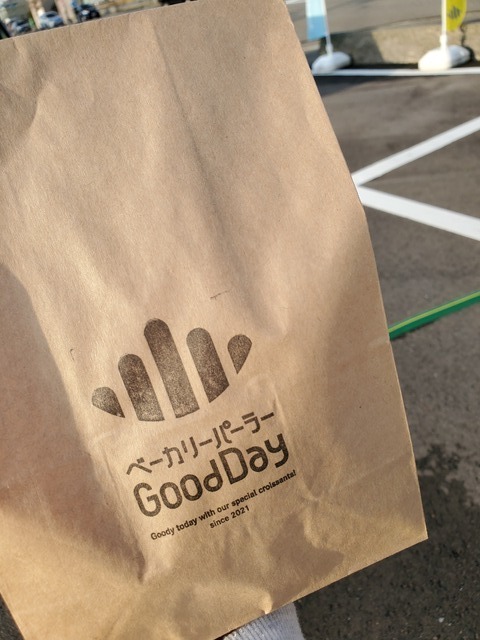 ベーカリーパーラー
GoodDay
Goody today with our special croissants!
since 2021